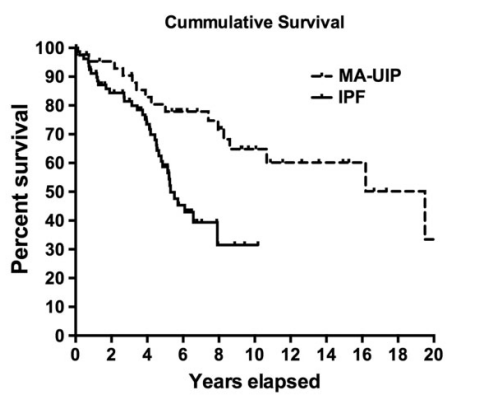 Cummulative Survival
100
90
80
70
60
50
40
30
20
10
0
Percent survival
MA-UIP
IPF
0 2 4 6 8 10 12 14 16 18 20
Years elapsed